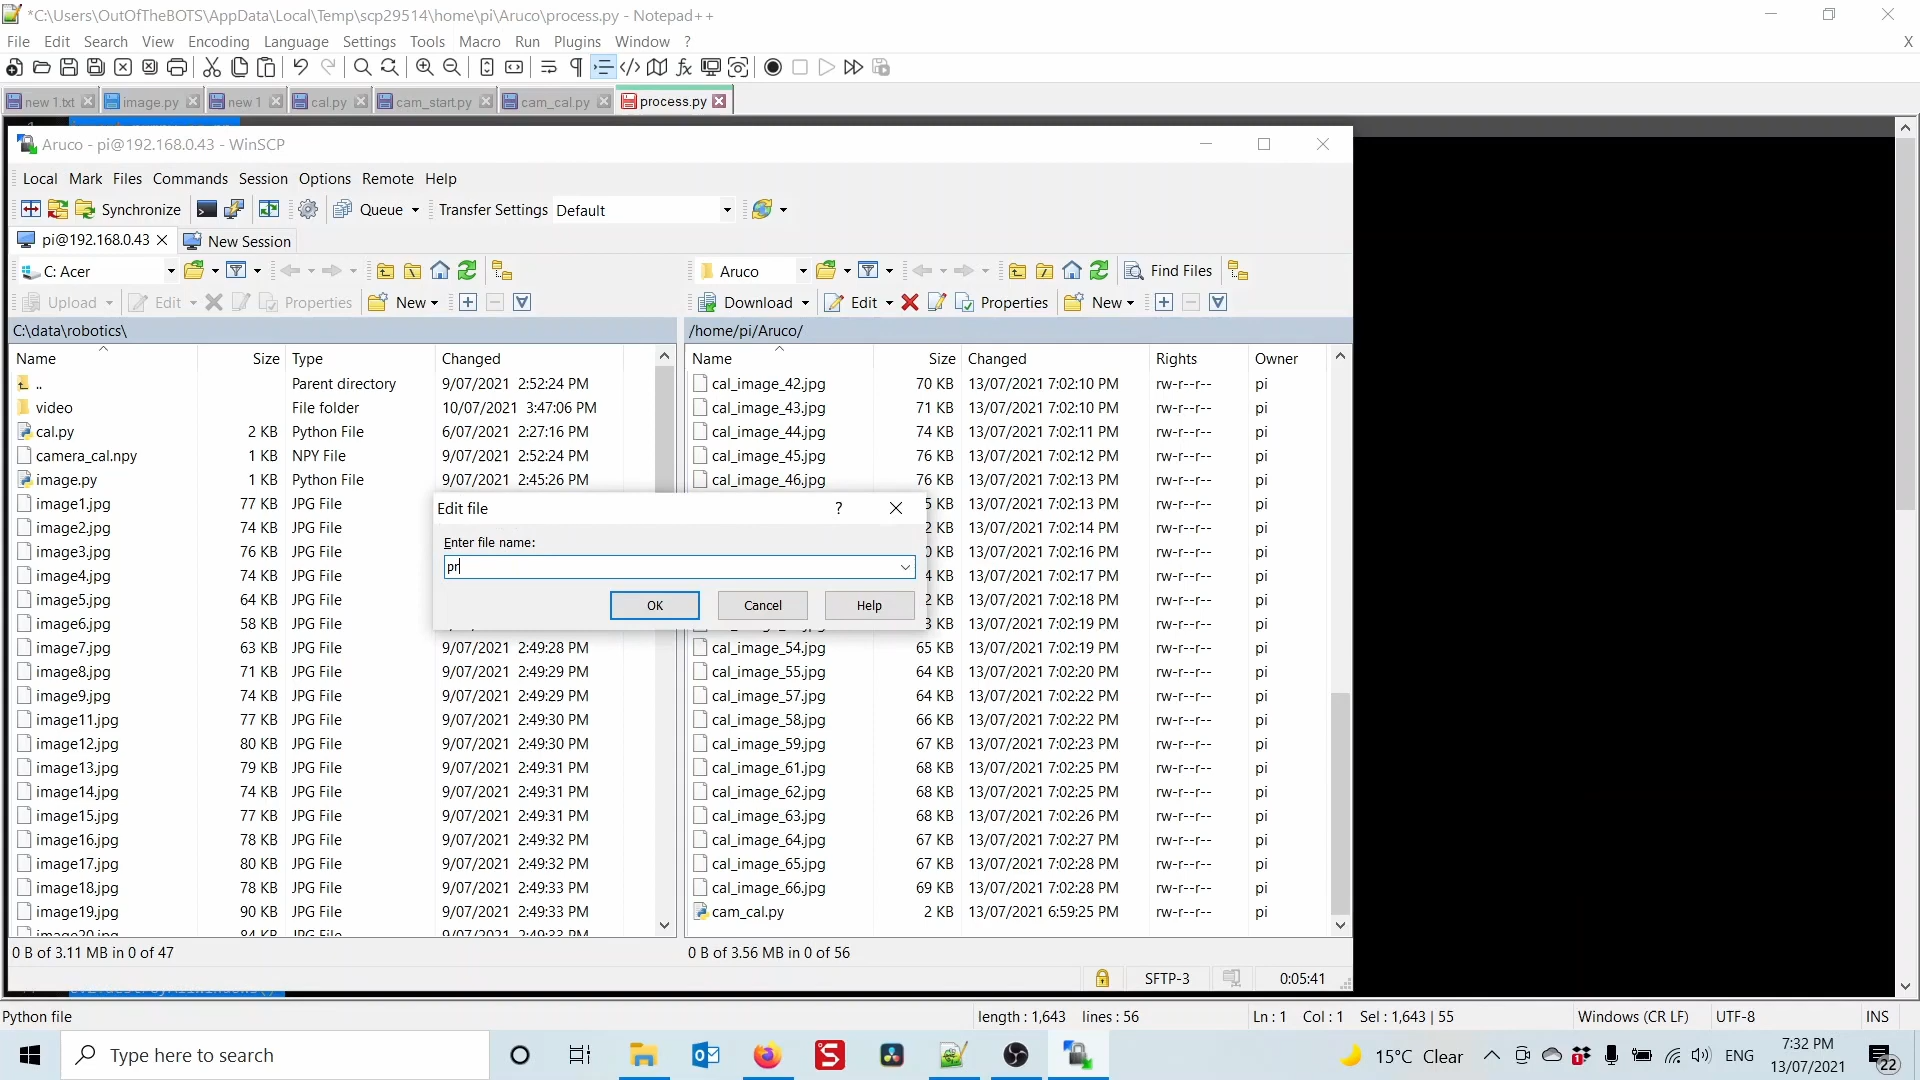 *C:\Users\OutOfTheBOTS\AppData\Local\Temp\scp29514\home\pi\Aruco\process.py - Notepad++
File Edit Search View Encoding Language Settings Tools Macro Run Plugins Window ? X
new 1.txt image.py new 1 cal.py cam_start.py cam_cal.py process.py
Aruco - pi@192.168.0.43 - WinSCP
Local Mark Files Commands Session Options Remote Help
Synchronize Queue Transfer Settings Default
pi@192.168.0.43 New Session
C: Acer Aruco Find Files
Upload Edit Properties New Download Edit Properties New
C:\data\robotics\ /home/pi/Aruco/
Name Size Type Changed Name Size Changed Rights Owner
.. Parent directory 9/07/2021 2:52:24 PM cal_image_42.jpg 70 KB 13/07/2021 7:02:10 PM rw-r--r-- pi
video File folder 10/07/2021 3:47:06 PM cal_image_43.jpg 71 KB 13/07/2021 7:02:10 PM rw-r--r-- pi
cal.py 2 KB Python File 6/07/2021 2:27:16 PM cal_image_44.jpg 74 KB 13/07/2021 7:02:11 PM rw-r--r-- pi
camera_cal.npy 1 KB NPY File 9/07/2021 2:52:24 PM cal_image_45.jpg 76 KB 13/07/2021 7:02:12 PM rw-r--r-- pi
image.py 1 KB Python File 9/07/2021 2:45:26 PM cal_image_46.jpg 76 KB 13/07/2021 7:02:13 PM rw-r--r-- pi
image1.jpg 77 KB JPG File Edit file ? 5 KB 13/07/2021 7:02:13 PM rw-r--r-- pi
image2.jpg 74 KB JPG File 2 KB 13/07/2021 7:02:14 PM rw-r--r-- pi
image3.jpg 76 KB JPG File Enter file name: 0 KB 13/07/2021 7:02:16 PM rw-r--r-- pi
image4.jpg 74 KB JPG File pr 4 KB 13/07/2021 7:02:17 PM rw-r--r-- pi
image5.jpg 64 KB JPG File OK Cancel Help 2 KB 13/07/2021 7:02:18 PM rw-r--r-- pi
image6.jpg 58 KB JPG File 3 KB 13/07/2021 7:02:19 PM rw-r--r-- pi
image7.jpg 63 KB JPG File 9/07/2021 2:49:28 PM cal_image_54.jpg 65 KB 13/07/2021 7:02:19 PM rw-r--r-- pi
image8.jpg 71 KB JPG File 9/07/2021 2:49:29 PM cal_image_55.jpg 64 KB 13/07/2021 7:02:20 PM rw-r--r-- pi
image9.jpg 74 KB JPG File 9/07/2021 2:49:29 PM cal_image_57.jpg 64 KB 13/07/2021 7:02:22 PM rw-r--r-- pi
image11.jpg 77 KB JPG File 9/07/2021 2:49:30 PM cal_image_58.jpg 66 KB 13/07/2021 7:02:22 PM rw-r--r-- pi
image12.jpg 80 KB JPG File 9/07/2021 2:49:30 PM cal_image_59.jpg 67 KB 13/07/2021 7:02:23 PM rw-r--r-- pi
image13.jpg 79 KB JPG File 9/07/2021 2:49:31 PM cal_image_61.jpg 68 KB 13/07/2021 7:02:25 PM rw-r--r-- pi
image14.jpg 74 KB JPG File 9/07/2021 2:49:31 PM cal_image_62.jpg 68 KB 13/07/2021 7:02:25 PM rw-r--r-- pi
image15.jpg 77 KB JPG File 9/07/2021 2:49:31 PM cal_image_63.jpg 68 KB 13/07/2021 7:02:26 PM rw-r--r-- pi
image16.jpg 78 KB JPG File 9/07/2021 2:49:32 PM cal_image_64.jpg 67 KB 13/07/2021 7:02:27 PM rw-r--r-- pi
image17.jpg 80 KB JPG File 9/07/2021 2:49:32 PM cal_image_65.jpg 67 KB 13/07/2021 7:02:28 PM rw-r--r-- pi
image18.jpg 78 KB JPG File 9/07/2021 2:49:33 PM cal_image_66.jpg 69 KB 13/07/2021 7:02:28 PM rw-r--r-- pi
image19.jpg 90 KB JPG File 9/07/2021 2:49:33 PM cam_cal.py 2 KB 13/07/2021 6:59:25 PM rw-r--r-- pi
image20.jpg 84 KB JPG File 9/07/2021 2:49:33 PM
0 B of 3.11 MB in 0 of 47 0 B of 3.56 MB in 0 of 56
SFTP-3 0:05:41
Python file length : 1,643 lines : 56 Ln : 1 Col : 1 Sel : 1,643 | 55 Windows (CR LF) UTF-8 INS
Type here to search 15°C Clear ENG 7:32 PM
13/07/2021 22